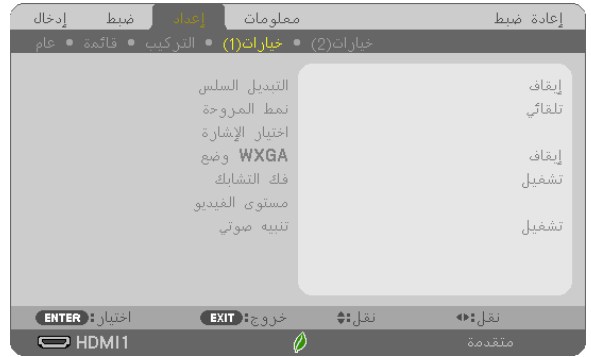 إدخال ضبط إعداد معلومات إعادة ضبط
عام • قائمة • التركيب • خيارات(1) • خيارات(2)
التبديل السلس إيقاف
نمط المروحة تلقائي
اختيار الإشارة
وضع WXGA إيقاف
فك التشابك تشغيل
مستوى الفيديو
تنبيه صوتي تشغيل
ENTER:اختيار EXIT:خروج نقل: نقل:
HDMI1 متقدمة